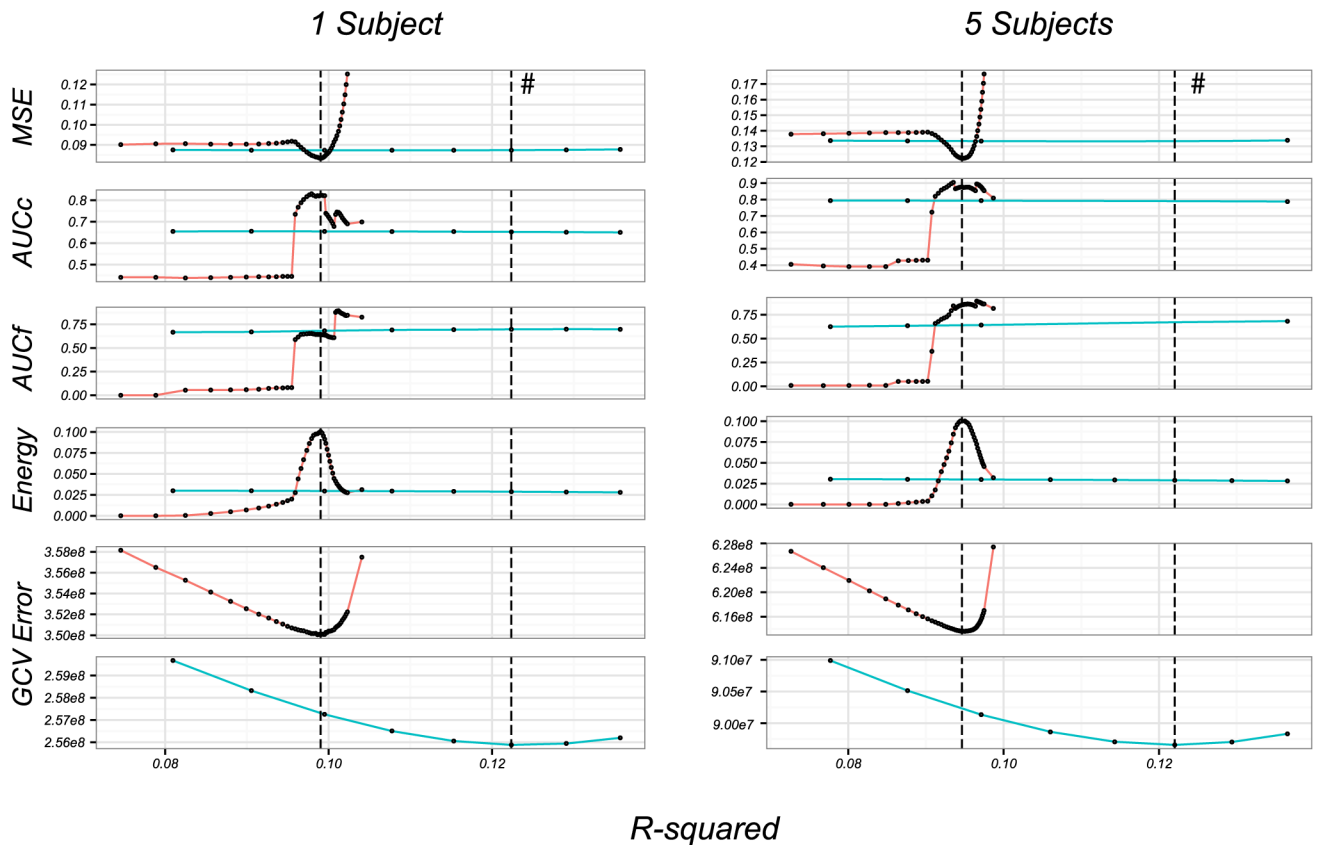 1 Subject
5 Subjects
MSE
0.12
0.11
0.10
0.09
#
0.17
0.16
0.15
0.14
0.13
0.12
#
AUCc
0.8
0.7
0.6
0.5
0.9
0.8
0.7
0.6
0.5
0.4
AUCf
0.75
0.50
0.25
0.00
0.75
0.50
0.25
0.00
Energy
0.100
0.075
0.050
0.025
0.000
0.100
0.075
0.050
0.025
0.000
GCV Error
3.58e8
3.56e8
3.54e8
3.52e8
3.50e8
6.28e8
6.24e8
6.20e8
6.16e8
2.59e8
2.58e8
2.57e8
2.56e8
9.10e7
9.05e7
9.00e7
0.08 0.10 0.12
0.08 0.10 0.12
R-squared